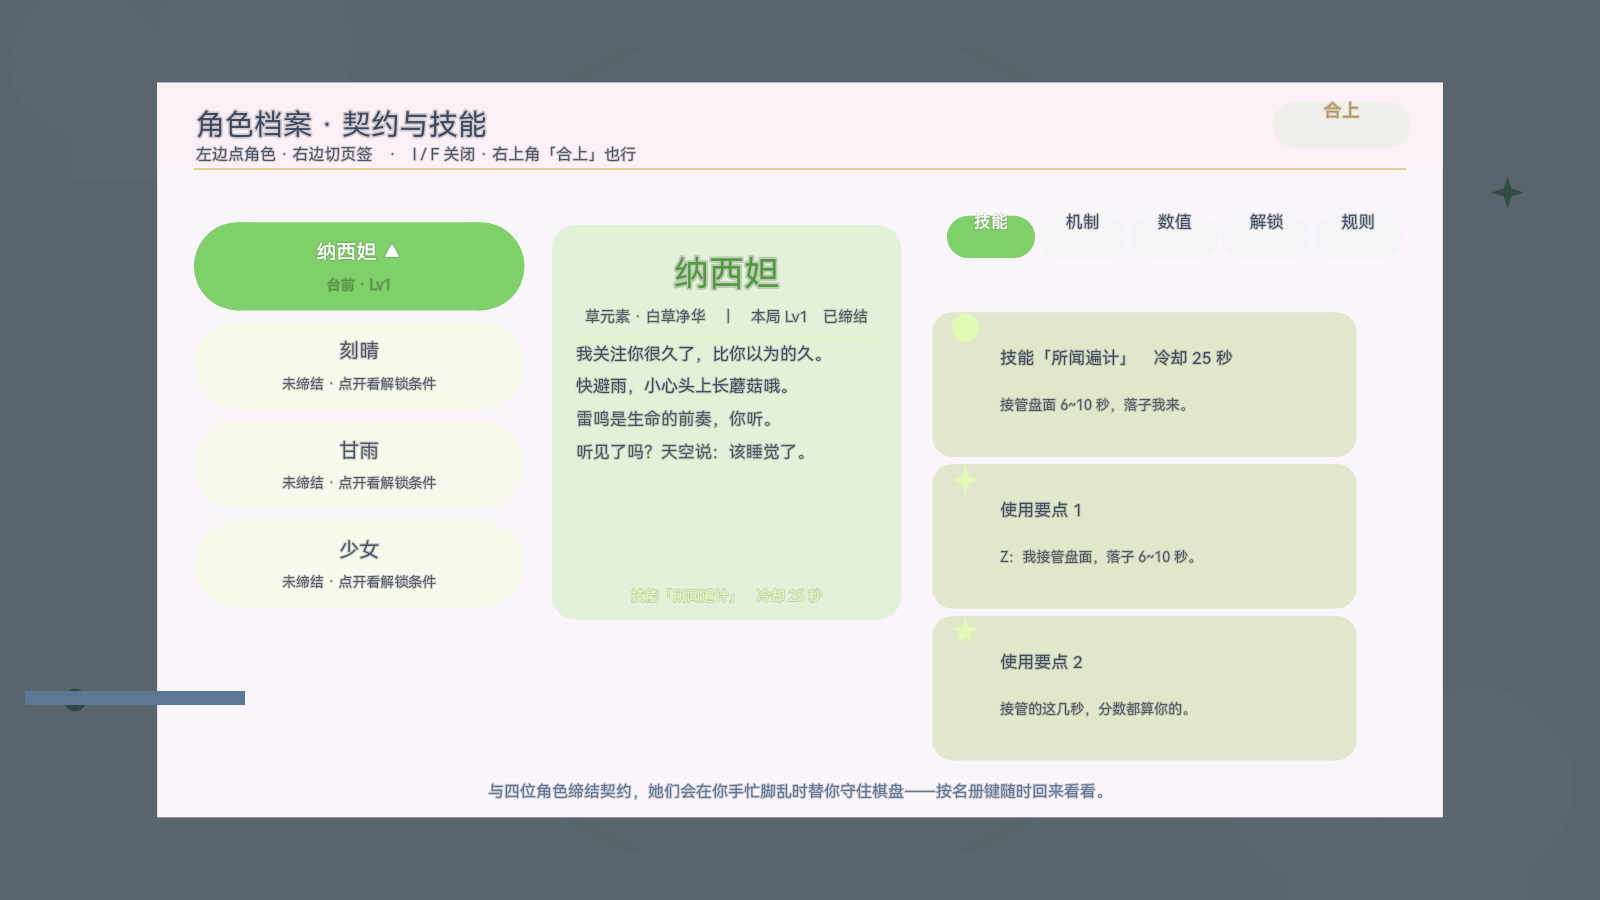 角色档案 · 契约与技能
左边点角色 · 右边切页签 · I / F 关闭 · 右上角「合上」也行
合上
纳西妲 ▲
台前 · Lv1
刻晴
未缔结 · 点开看解锁条件
甘雨
未缔结 · 点开看解锁条件
少女
未缔结 · 点开看解锁条件
纳西妲
草元素 · 白草净华 | 本局 Lv1 已缔结
我关注你很久了，比你以为的久。
快避雨，小心头上长蘑菇哦。
雷鸣是生命的前奏，你听。
听见了吗？天空说：该睡觉了。
技能「所闻遍计」 冷却 25 秒
技能 机制 数值 解锁 规则
技能「所闻遍计」 冷却 25 秒
接管盘面 6~10 秒，落子我来。
使用要点 1
Z：我接管盘面，落子 6~10 秒。
使用要点 2
接管的这几秒，分数都算你的。
与四位角色缔结契约，她们会在你手忙脚乱时替你守住棋盘——按名册键随时回来看看。